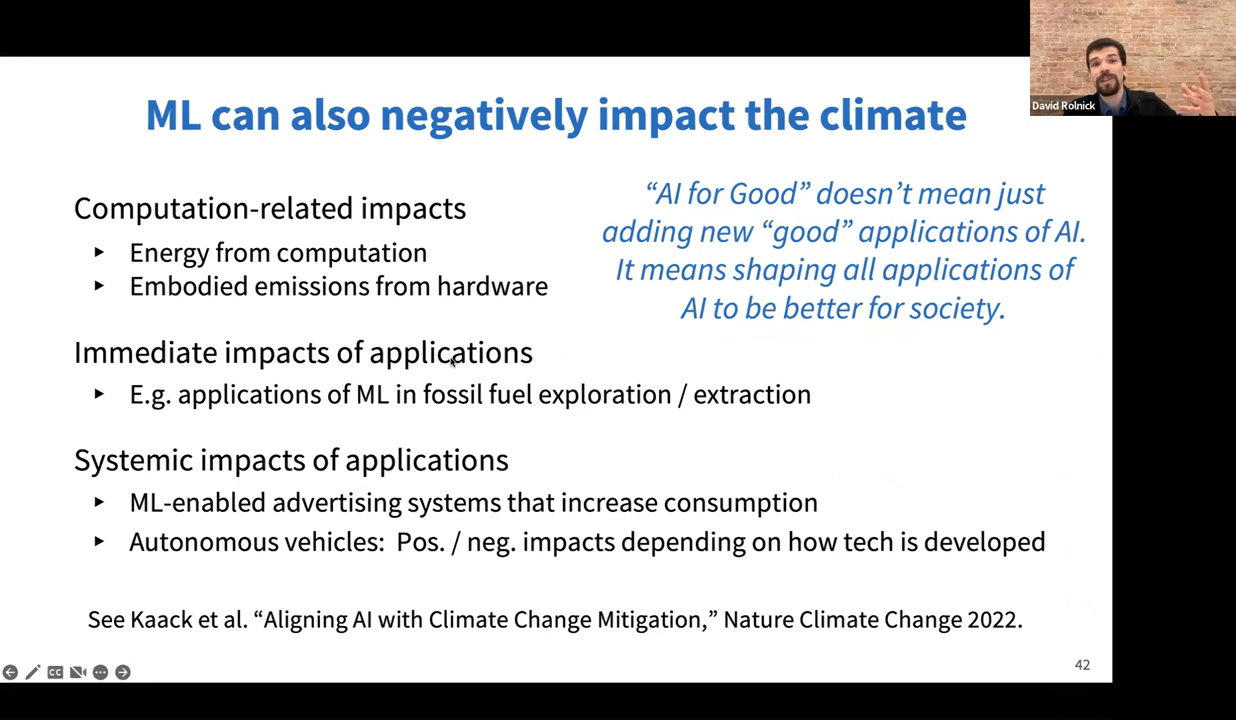 David Rolnick
ML can also negatively impact the climate
Computation-related impacts
‣ Energy from computation
‣ Embodied emissions from hardware
“AI for Good” doesn’t mean just
adding new “good” applications of AI.
It means shaping all applications of
AI to be better for society.
Immediate impacts of applications
‣ E.g. applications of ML in fossil fuel exploration / extraction
Systemic impacts of applications
‣ ML-enabled advertising systems that increase consumption
‣ Autonomous vehicles: Pos. / neg. impacts depending on how tech is developed
See Kaack et al. “Aligning AI with Climate Change Mitigation,” Nature Climate Change 2022.
CC
42